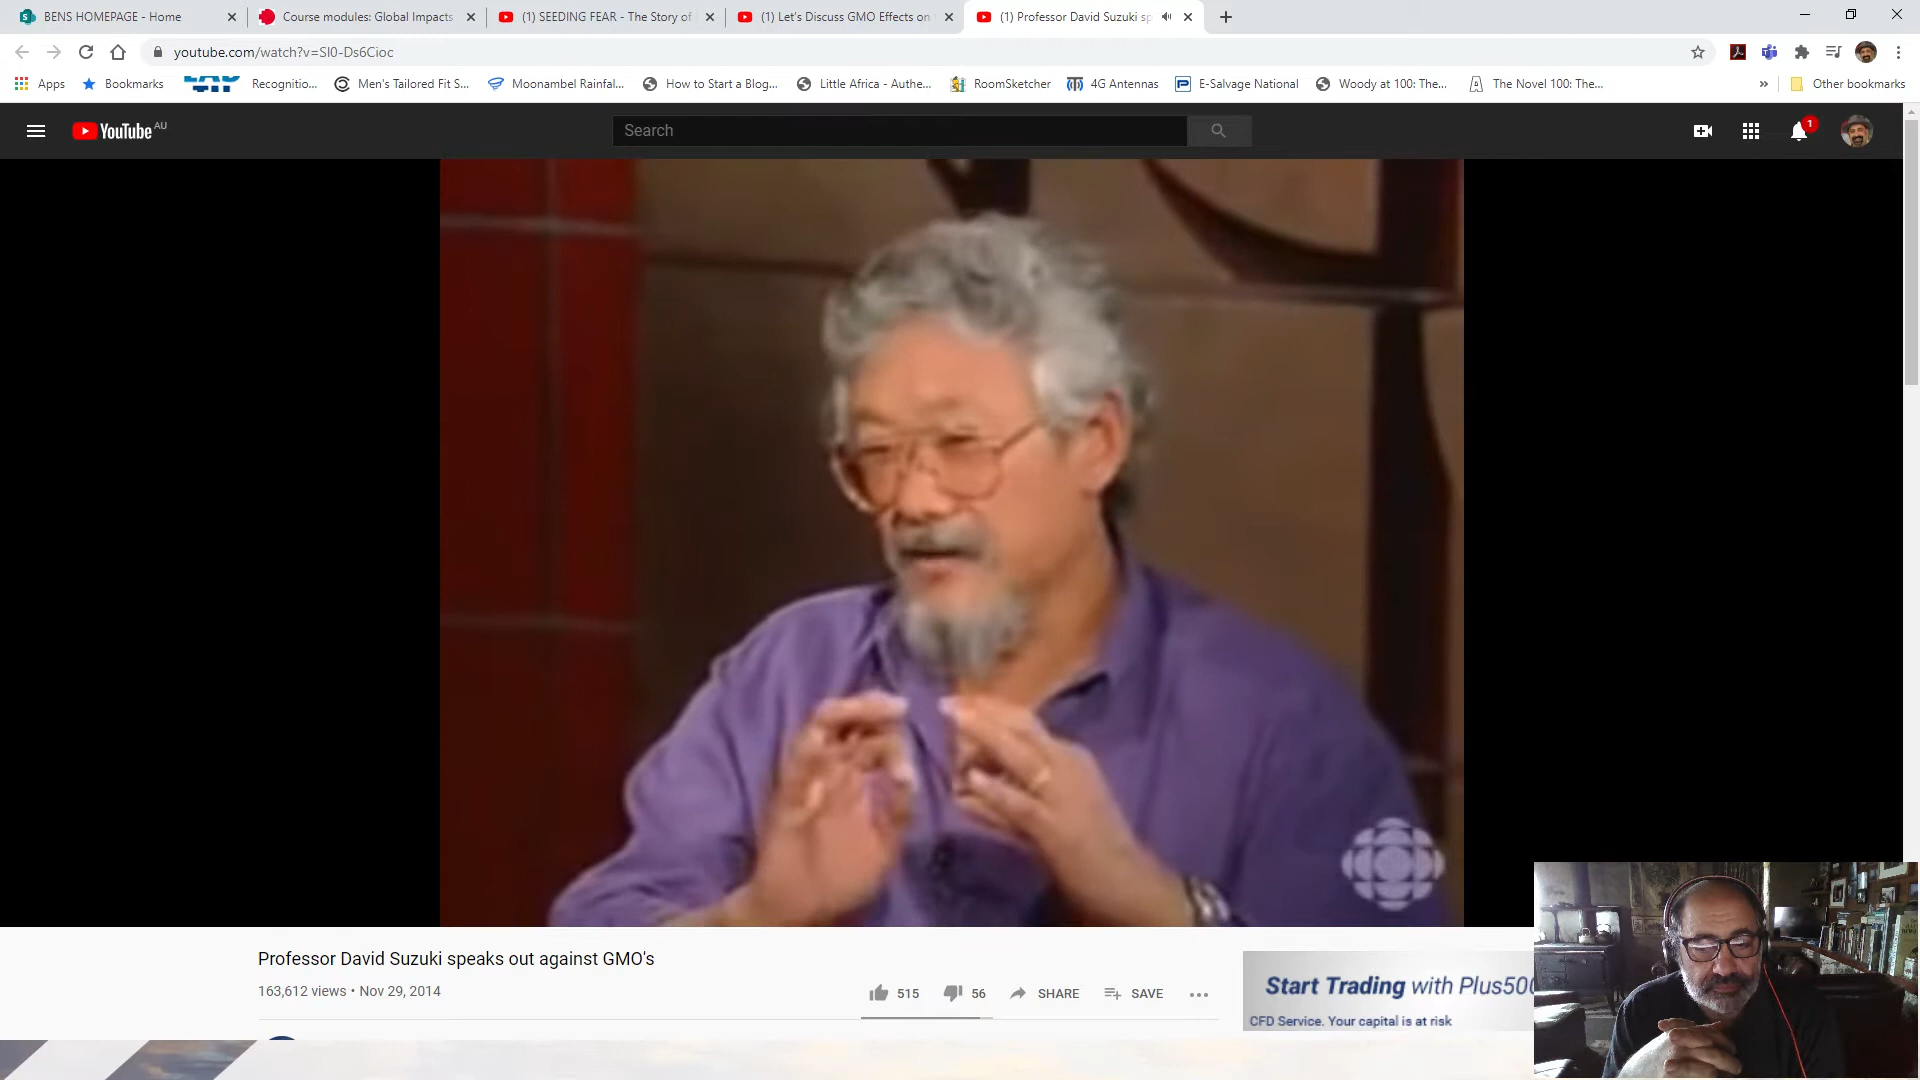 BENS HOMEPAGE - Home
Course modules: Global Impacts
(1) SEEDING FEAR - The Story of
(1) Let's Discuss GMO Effects on
(1) Professor David Suzuki sp
youtube.com/watch?v=Sl0-Ds6Cioc
Apps
Bookmarks
Recognitio...
Men's Tailored Fit S...
Moonambel Rainfal...
How to Start a Blog...
Little Africa - Authe...
RoomSketcher
4G Antennas
E-Salvage National
Woody at 100: The...
The Novel 100: The...
»
Other bookmarks
YouTube AU
Search
1
Professor David Suzuki speaks out against GMO's
163,612 views • Nov 29, 2014
515
56
SHARE
SAVE
Start Trading with Plus500
CFD Service. Your capital is at risk